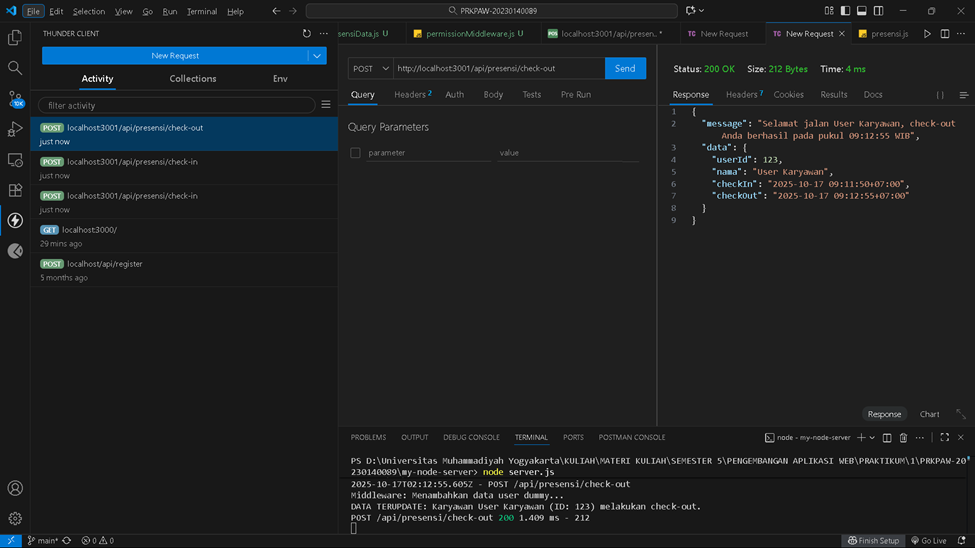 File Edit Selection View Go Run Terminal Help
PRKPAW-20230140089
THUNDER CLIENT
New Request
Activity Collections Env
filter activity
POST localhost:3001/api/presensi/check-out
just now
POST localhost:3001/api/presensi/check-in
just now
POST localhost:3001/api/presensi/check-in
just now
GET localhost:3000/
29 mins ago
POST localhost/api/register
5 months ago
10K
ensiData.js U permissionMiddleware.js U POS localhost:3001/api/presen.. * TC New Request TC New Request presensi.js
POST http://localhost:3001/api/presensi/check-out Send
Query Headers 2 Auth Body Tests Pre Run
Query Parameters
parameter value
Status: 200 OK Size: 212 Bytes Time: 4 ms
Response Headers 7 Cookies Results Docs { }
1 {
2 "message": "Selamat jalan User Karyawan, check-out
Anda berhasil pada pukul 09:12:55 WIB",
3 "data": {
4 "userId": 123,
5 "nama": "User Karyawan",
6 "checkIn": "2025-10-17 09:11:50+07:00",
7 "checkOut": "2025-10-17 09:12:55+07:00"
8 }
9 }
Response Chart
PROBLEMS OUTPUT DEBUG CONSOLE TERMINAL PORTS POSTMAN CONSOLE node - my-node-server
PS D:\Universitas Muhammadiyah Yogyakarta\KULIAH\MATERI KULIAH\SEMESTER 5\PENGEMBANGAN APLIKASI WEB\PRAKTIKUM\1\PRKPAW-20
230140089\my-node-server> node server.js
2025-10-17T02:12:55.605Z - POST /api/presensi/check-out
Middleware: Menambahkan data user dummy...
DATA TERUPDATE: Karyawan User Karyawan (ID: 123) melakukan check-out.
POST /api/presensi/check-out 200 1.409 ms - 212
main* 0 0 Finish Setup Go Live